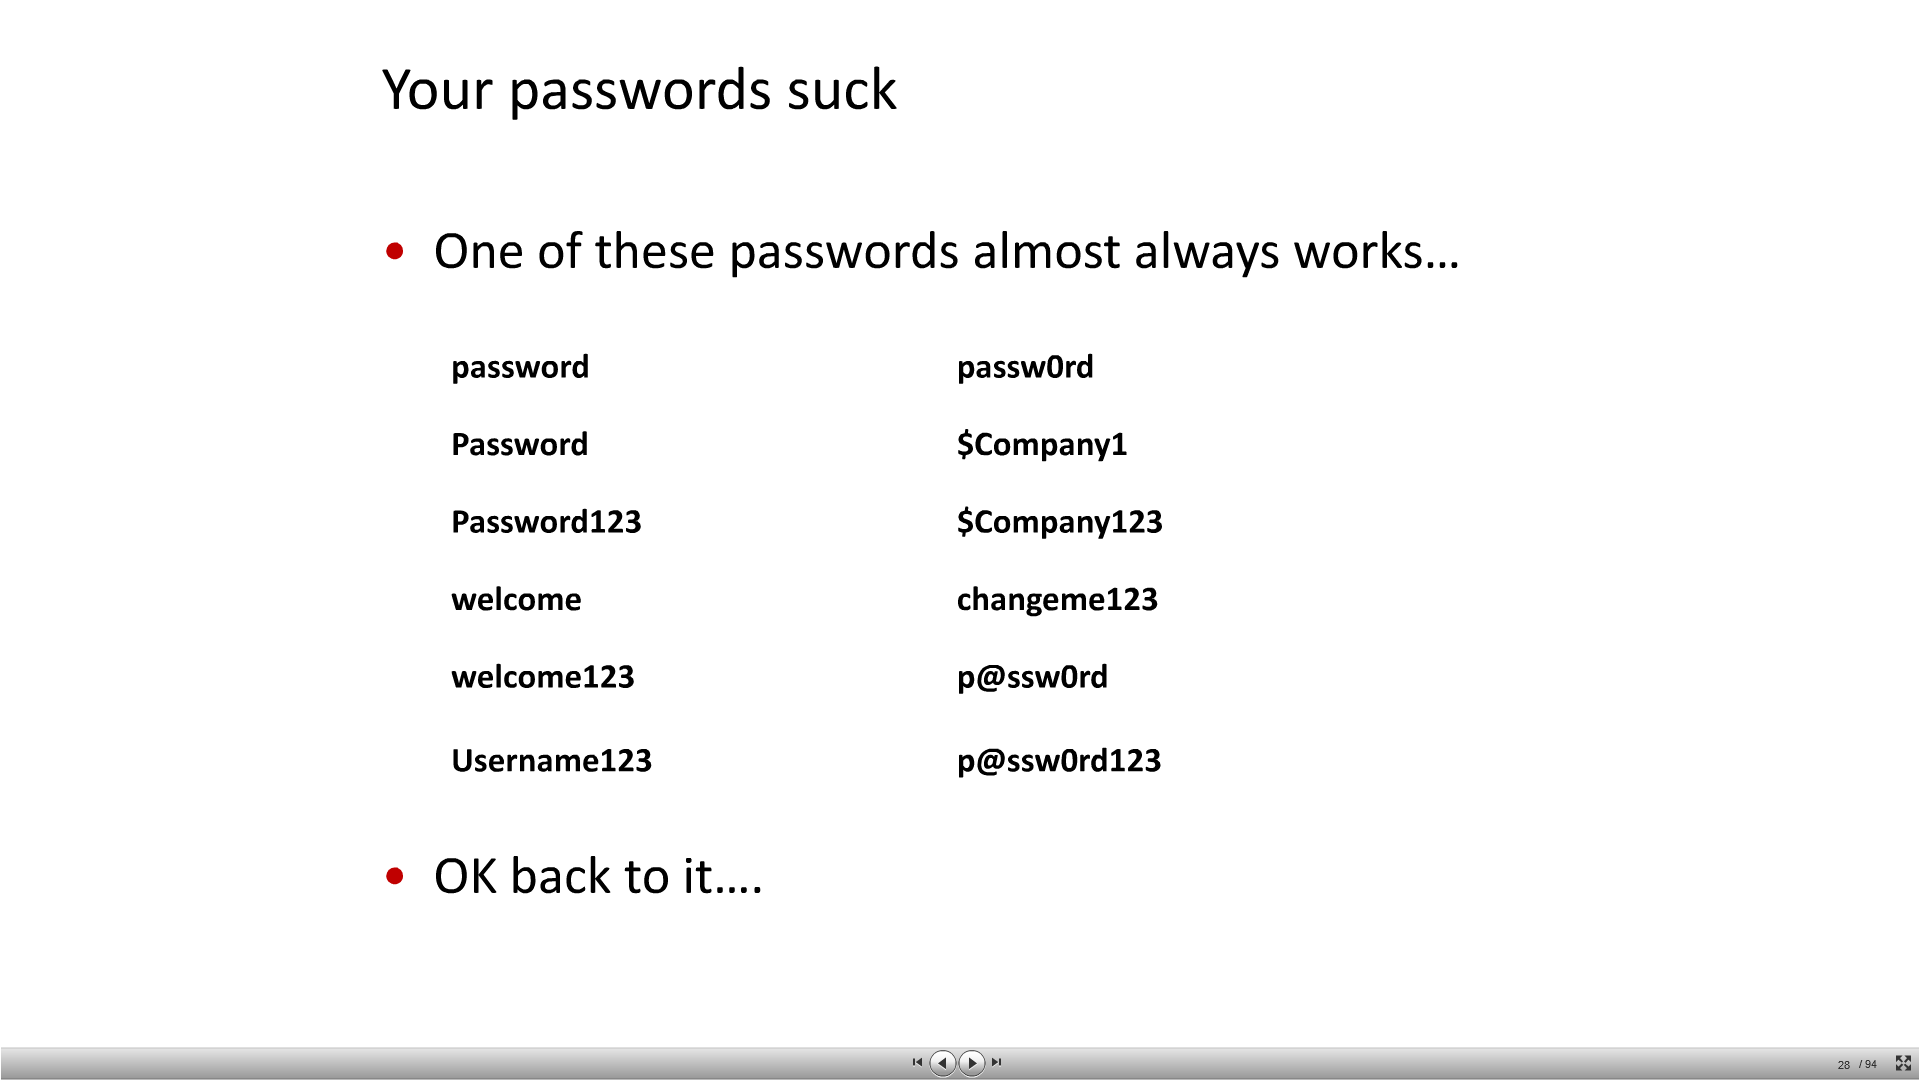 Your passwords suck
• One of these passwords almost always works…
password passw0rd
Password $Company1
Password123 $Company123
welcome changeme123
welcome123 p@ssw0rd
Username123 p@ssw0rd123
• OK back to it….
28 / 94